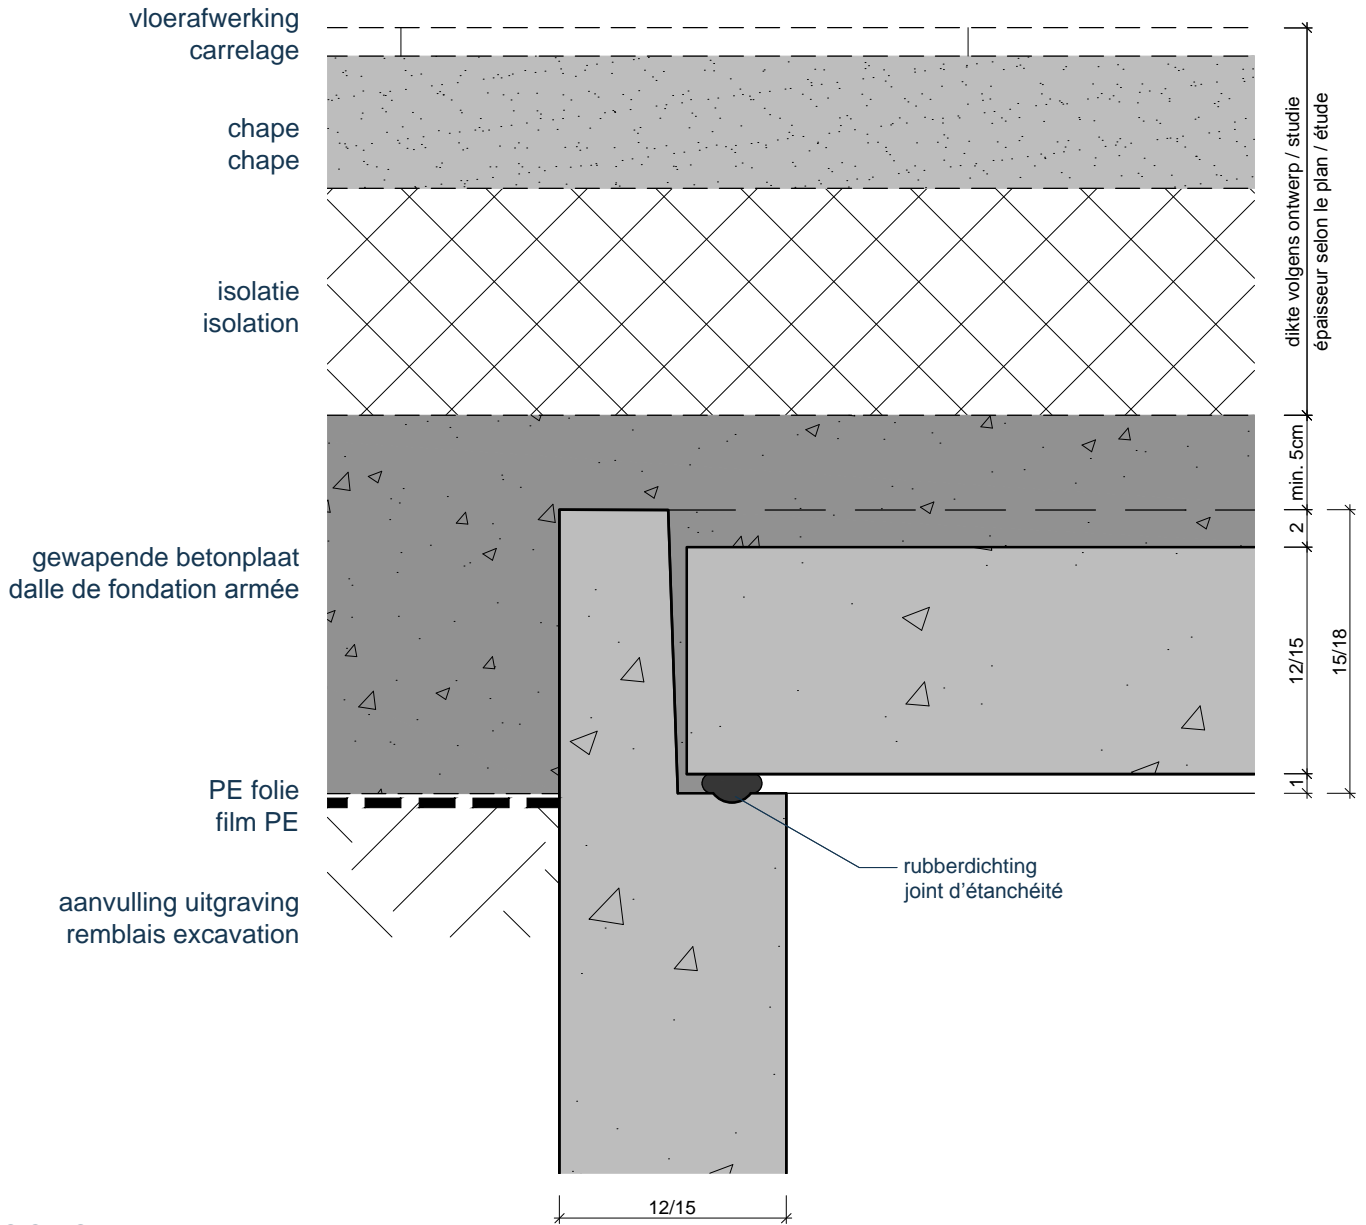 vloerafwerking
carrelage
chape
chape
isolatie
isolation
gewapende betonplaat
dalle de fondation armée
PE folie
film PE
aanvulling uitgraving
remblais excavation
dikte volgens ontwerp / studie
épaisseur selon le plan / étude
min. 5cm
2
12/15
1
15/18
rubberdichting
joint d'étanchéité
12/15